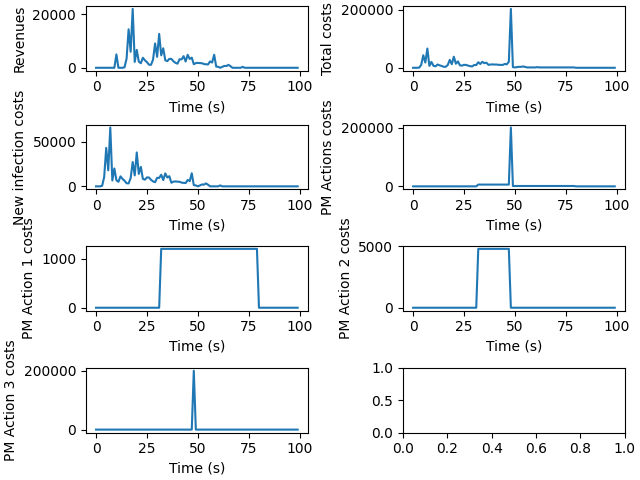 Revenues
20000
0
0 25 50 75 100
Time (s)
Total costs
200000
0
0 25 50 75 100
Time (s)
New infection costs
50000
0
0 25 50 75 100
Time (s)
PM Actions costs
200000
0
0 25 50 75 100
Time (s)
PM Action 1 costs
1000
0
0 25 50 75 100
Time (s)
PM Action 2 costs
5000
0
0 25 50 75 100
Time (s)
PM Action 3 costs
200000
0
0 25 50 75 100
Time (s)
1.0
0.5
0.0
0.0 0.2 0.4 0.6 0.8 1.0